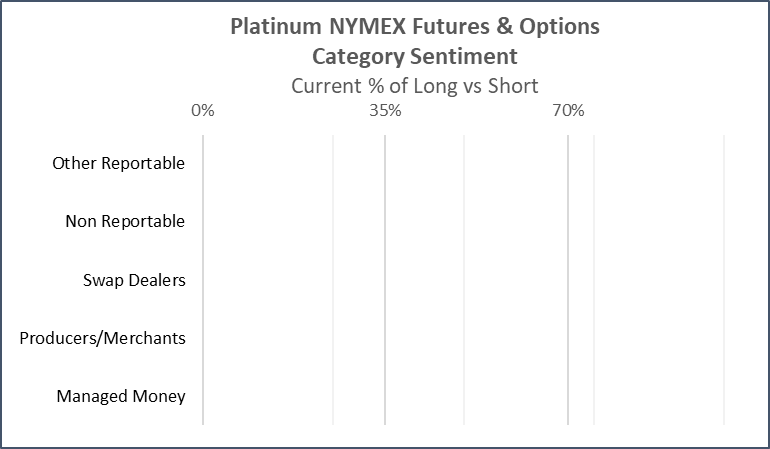 Platinum NYMEX Futures & Options
Category Sentiment
Current % of Long vs Short
0% 35% 70%
Other Reportable
Non Reportable
Swap Dealers
Producers/Merchants
Managed Money